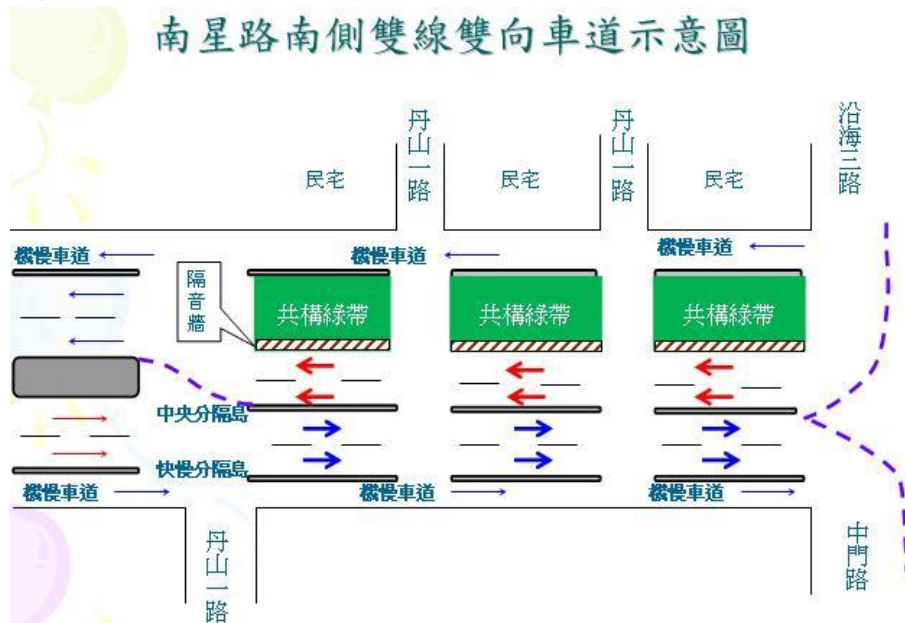 南星路南側雙線雙向車道示意圖
丹山一路
丹山一路
沿海三路
民宅
民宅
民宅
機慢車道
機慢車道
機慢車道
隔音牆
共構綠帶
共構綠帶
共構綠帶
中央分隔島
快慢分隔島
機慢車道
機慢車道
機慢車道
丹山一路
中門路